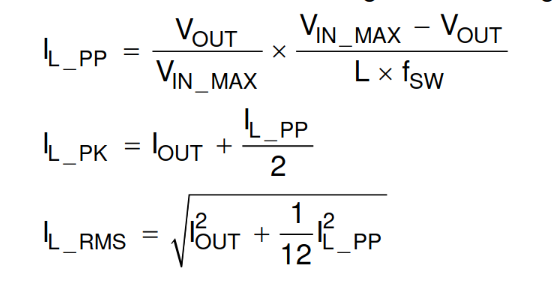 I_L_PP = V_OUT / V_IN_MAX × (V_IN_MAX − V_OUT) / (L × f_SW)
I_L_PK = I_OUT + I_L_PP / 2
I_L_RMS = √(I²_OUT + 1/12 I²_L_PP)